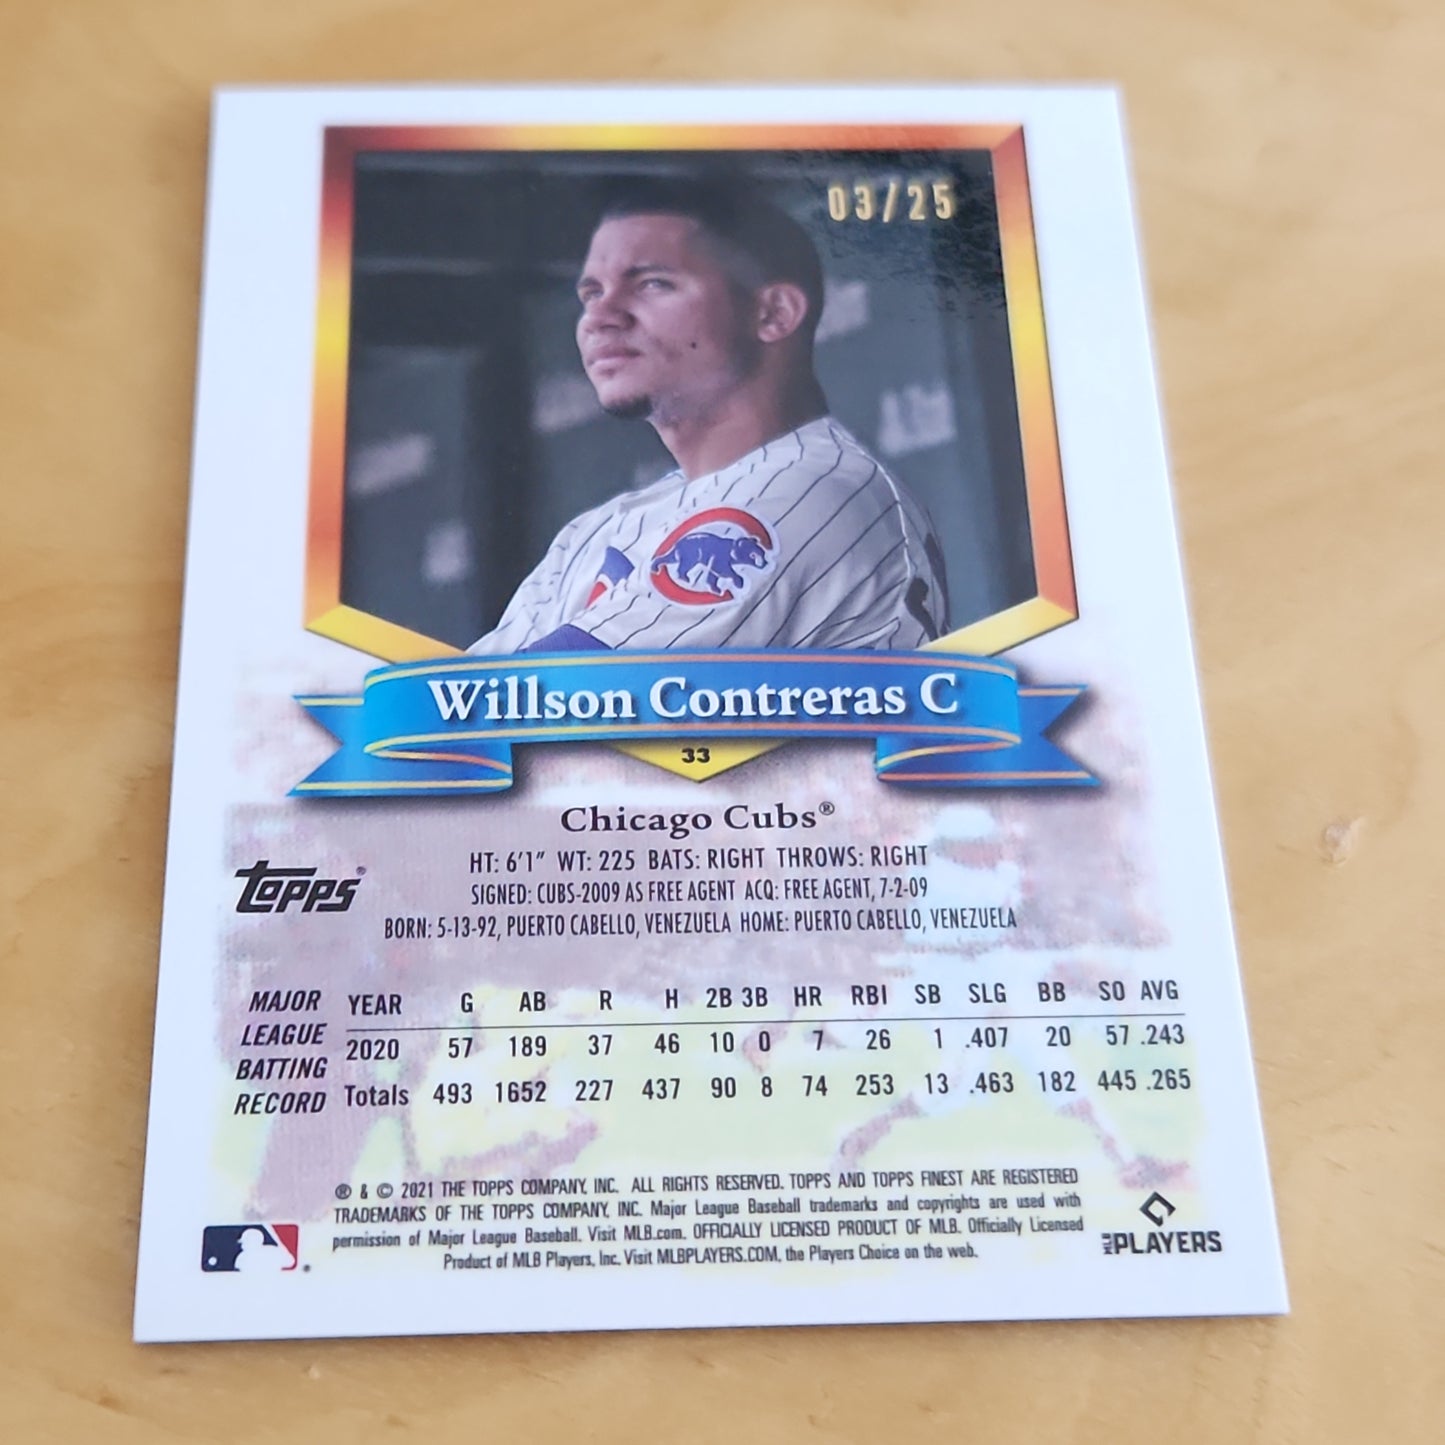 03/25
Willson Contreras C
33
Chicago Cubs®
topps®
HT: 6'1" WT: 225 BATS: RIGHT THROWS: RIGHT
SIGNED: CUBS-2009 AS FREE AGENT ACQ: FREE AGENT, 7-2-09
BORN: 5-13-92, PUERTO CABELLO, VENEZUELA HOME: PUERTO CABELLO, VENEZUELA
MAJOR
LEAGUE
BATTING
RECORD
YEAR G AB R H 2B 3B HR RBI SB SLG BB SO AVG
2020 57 189 37 46 10 0 7 26 1 .407 20 57 .243
Totals 493 1652 227 437 90 8 74 253 13 .463 182 445 .265
® & © 2021 THE TOPPS COMPANY, INC. ALL RIGHTS RESERVED. TOPPS AND TOPPS FINEST ARE REGISTERED
TRADEMARKS OF THE TOPPS COMPANY, INC. Major League Baseball trademarks and copyrights are used with
permission of Major League Baseball. Visit MLB.com. OFFICIALLY LICENSED PRODUCT OF MLB. Officially Licensed
Product of MLB Players, Inc. Visit MLBPLAYERS.COM, the Players Choice on the web.
MLB PLAYERS